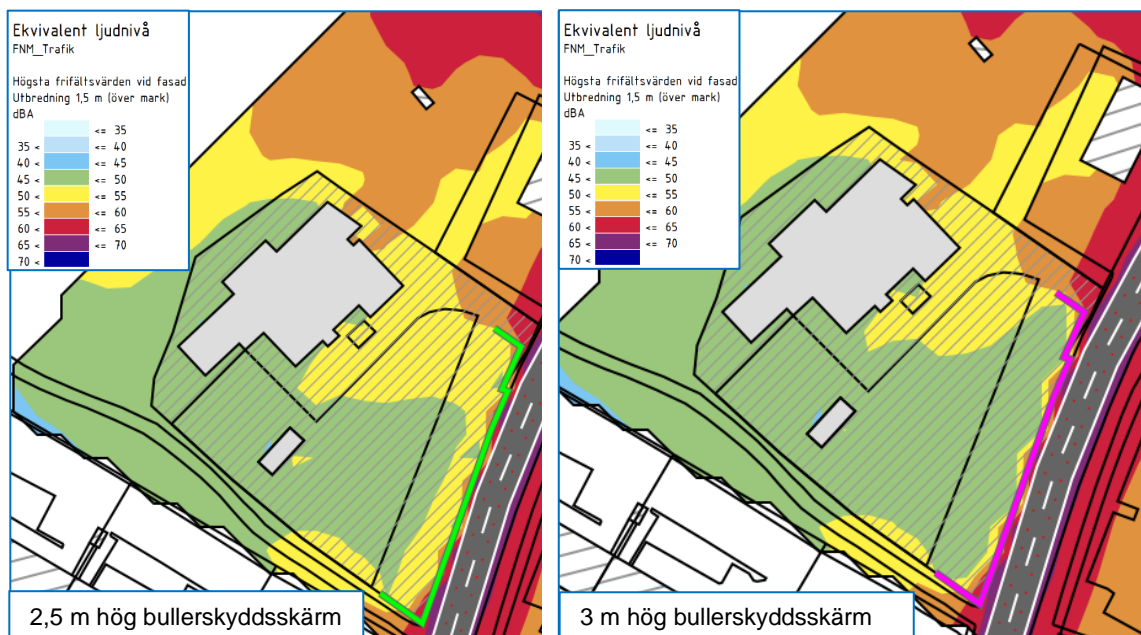 Ekvivalent ljudnivå
FNM_Trafik
Högsta frifältsvärden vid fasad
Utbredning 1,5 m (över mark)
dBA
<= 35
35 < <= 40
40 < <= 45
45 < <= 50
50 < <= 55
55 < <= 60
60 < <= 65
65 < <= 70
70 <
2,5 m hög bullerskyddsskärm
Ekvivalent ljudnivå
FNM_Trafik
Högsta frifältsvärden vid fasad
Utbredning 1,5 m (över mark)
dBA
<= 35
35 < <= 40
40 < <= 45
45 < <= 50
50 < <= 55
55 < <= 60
60 < <= 65
65 < <= 70
70 <
3 m hög bullerskyddsskärm